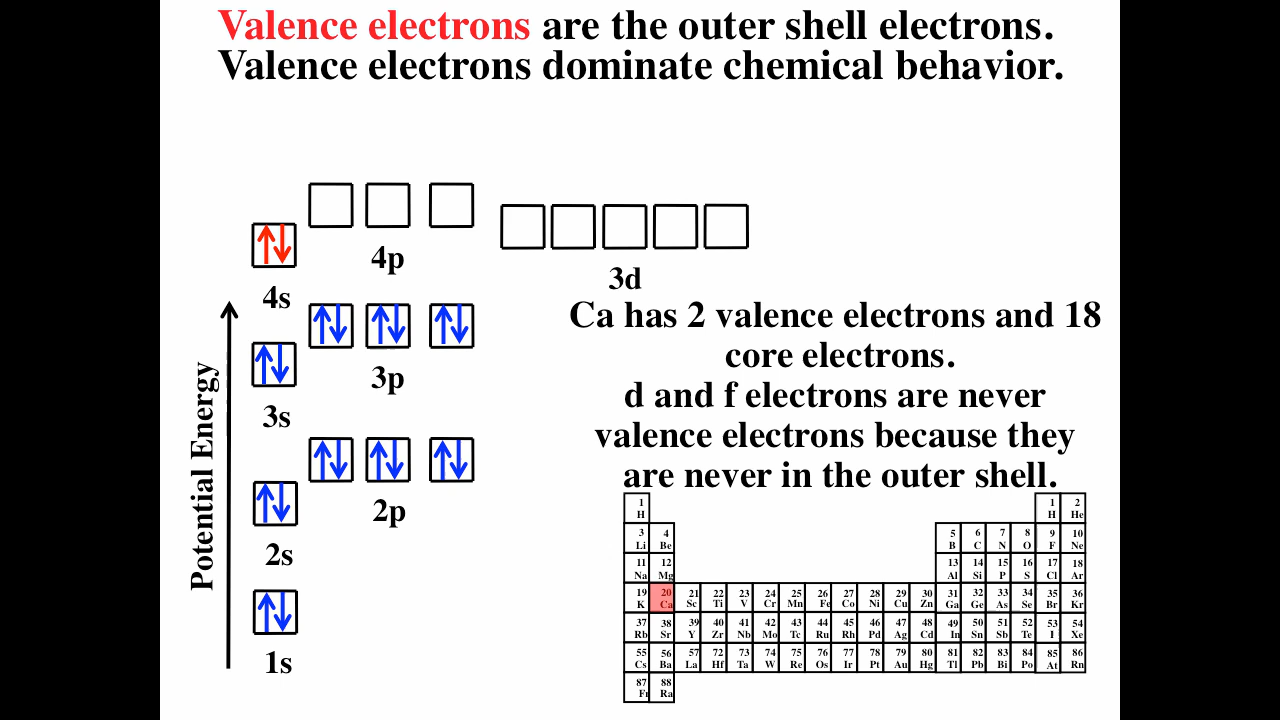 Valence electrons are the outer shell electrons.
Valence electrons dominate chemical behavior.
4p
3d
4s
Ca has 2 valence electrons and 18
core electrons.
d and f electrons are never
valence electrons because they
are never in the outer shell.
3p
3s
2p
2s
1s
Potential Energy
1 1 2
H H He
3 4 5 6 7 8 9 10
Li Be B C N O F Ne
11 12 13 14 15 16 17 18
Na Mg Al Si P S Cl Ar
19 20 21 22 23 24 25 26 27 28 29 30 31 32 33 34 35 36
K Ca Sc Ti V Cr Mn Fe Co Ni Cu Zn Ga Ge As Se Br Kr
37 38 39 40 41 42 43 44 45 46 47 48 49 50 51 52 53 54
Rb Sr Y Zr Nb Mo Tc Ru Rh Pd Ag Cd In Sn Sb Te I Xe
55 56 57 72 73 74 75 76 77 78 79 80 81 82 83 84 85 86
Cs Ba La Hf Ta W Re Os Ir Pt Au Hg Tl Pb Bi Po At Rn
87 88
Fr Ra